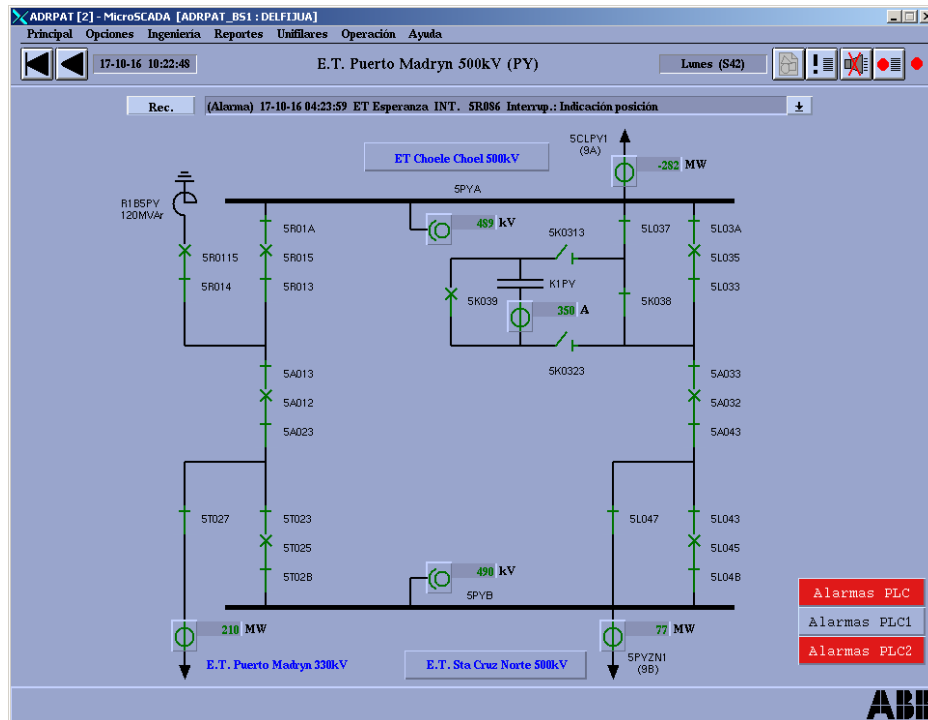 ADRPAT [2] - MicroSCADA [ADRPAT_BS1 : DELFIJUA]
Principal Opciones Ingeniería Reportes Unifilares Operación Ayuda
17-10-16 10:22:48 E.T. Puerto Madryn 500kV (PY) Lunes (S42)
Rec. (Alarma) 17-10-16 04:23:59 ET Esperanza INT. 5R086 Interrup.: Indicación posición
5CLPY1
(9A)
ET Choele Choel 500kV
-282 MW
5PYA
R1B5PY
120MVAr
489 kV
5R01A
5K0313
5L037
5L03A
5R0115
5R015
5L035
5R014
5R013
K1PY
5L033
5K039
5K038
350 A
5K0323
5A013
5A033
5A012
5A032
5A023
5A043
5T027
5T023
5L047
5L043
5T025
5L045
490 kV
5T02B
5L04B
5PYB
Alarmas PLC
210 MW
77 MW
Alarmas PLC1
Alarmas PLC2
E.T. Puerto Madryn 330kV
E.T. Sta Cruz Norte 500kV
5PYZN1
(9B)
ABB